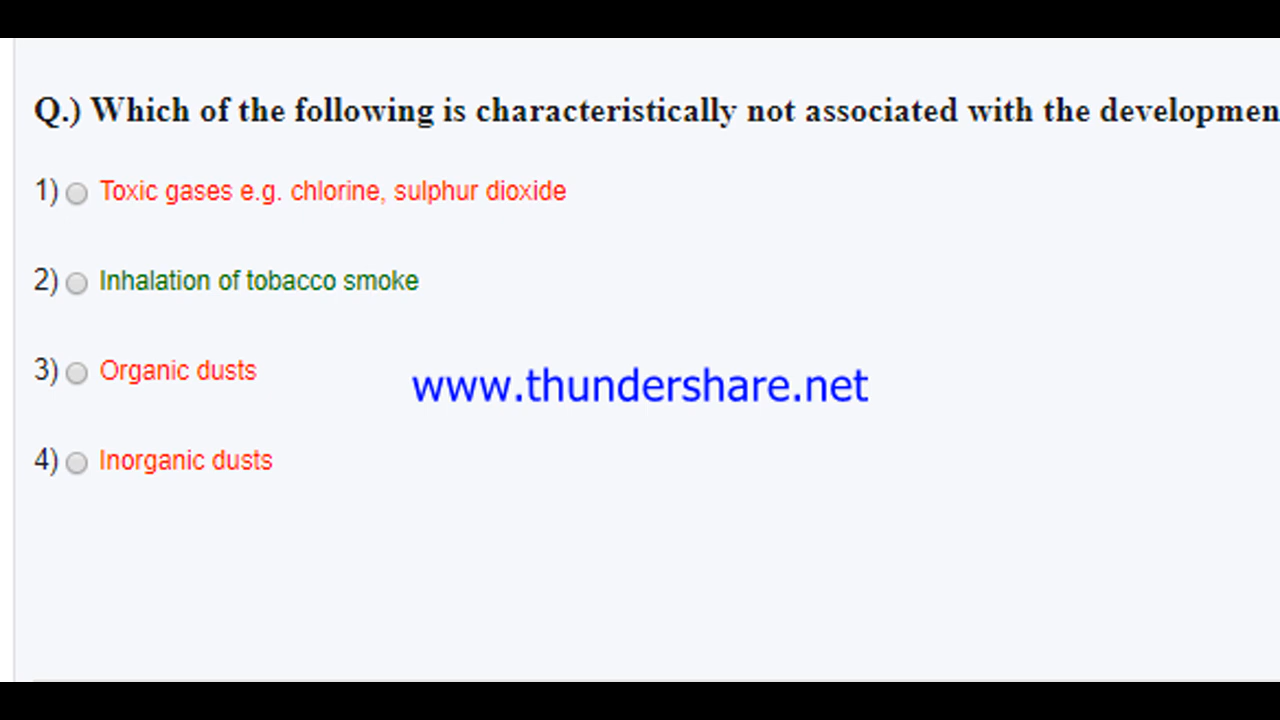 Q.) Which of the following is characteristically not associated with the developmen
1) Toxic gases e.g. chlorine, sulphur dioxide
2) Inhalation of tobacco smoke
3) Organic dusts
www.thundershare.net
4) Inorganic dusts